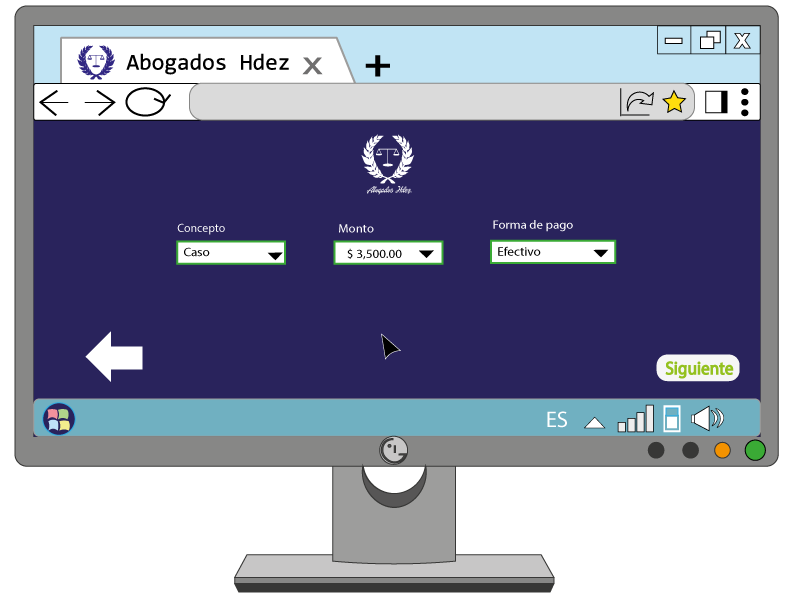 Abogados Hdez X
X
Abogados Hdez.
Concepto
Monto
Forma de pago
Caso
$ 3,500.00
Efectivo
Siguiente
ES